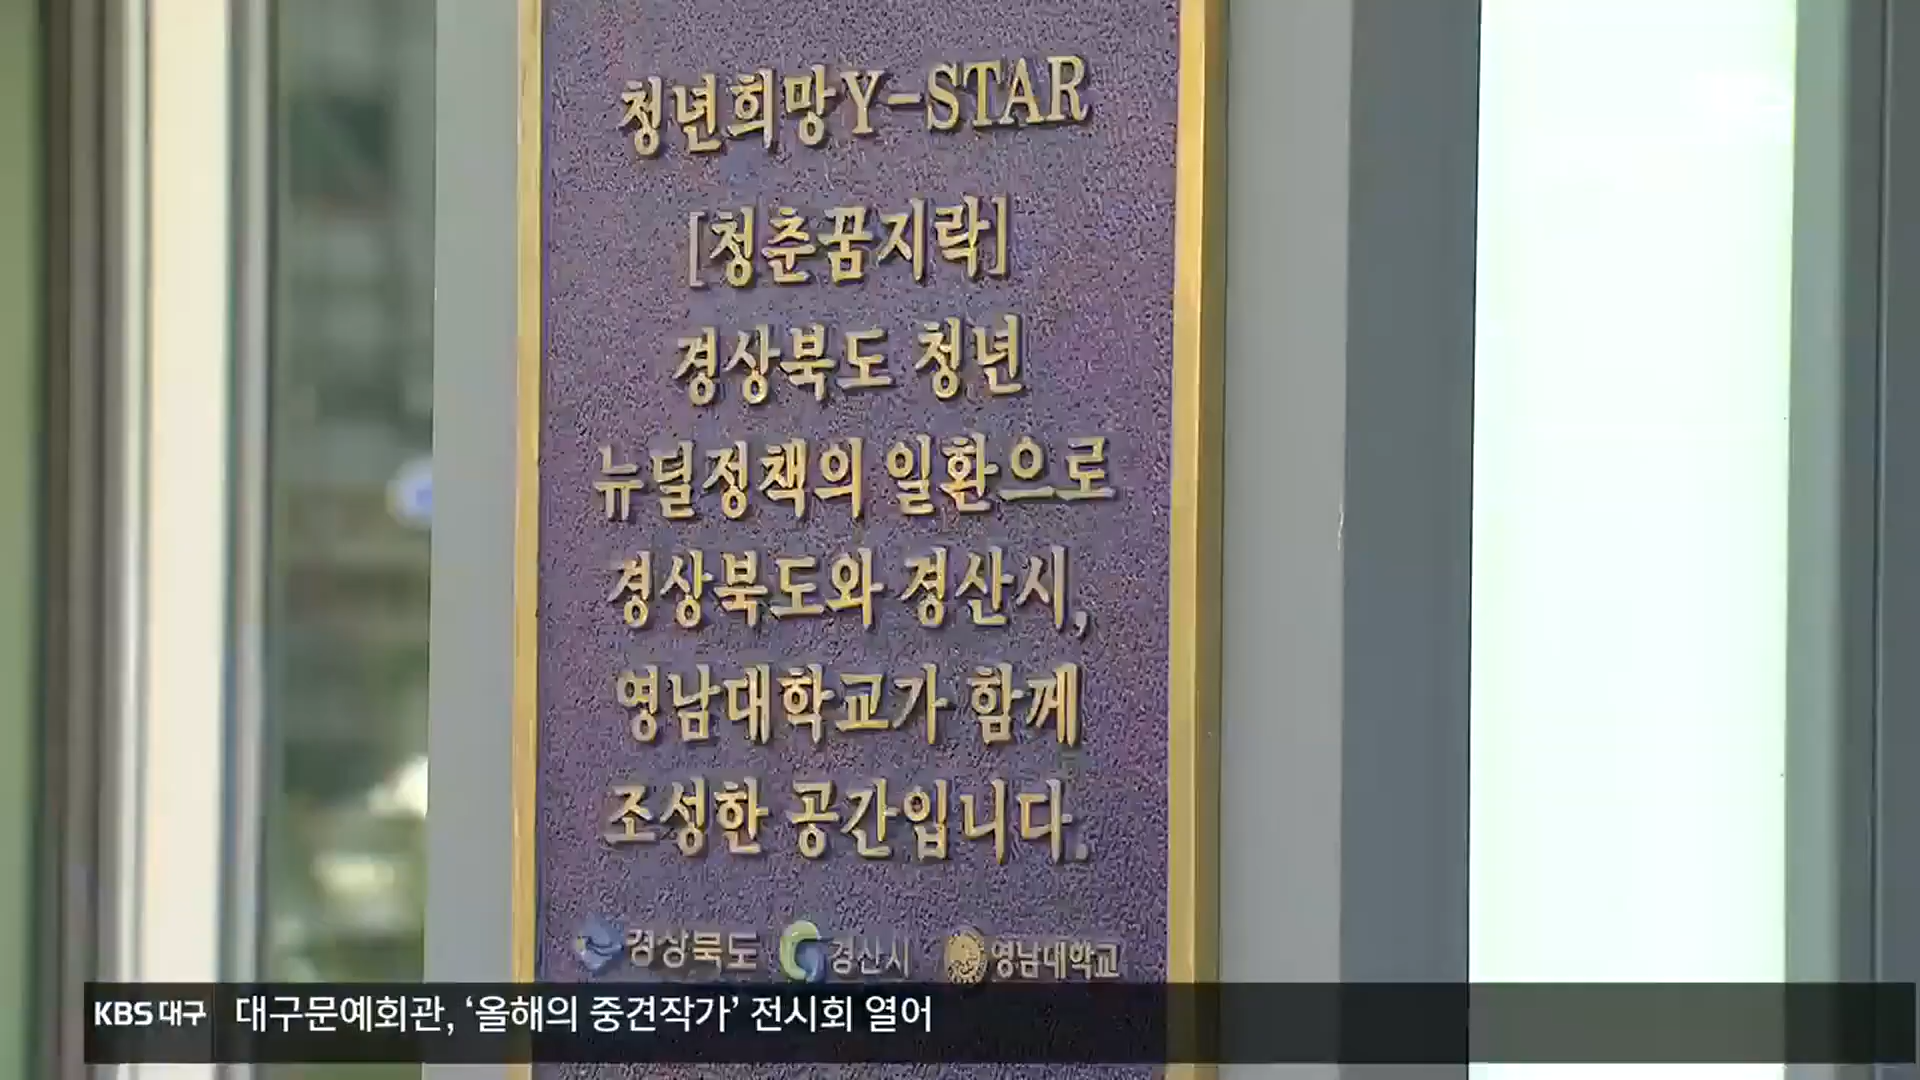 청년희망Y-STAR
[청춘꿈지락]
경상북도 청년
뉴딜정책의 일환으로
경상북도와 경산시,
영남대학교가 함께
조성한 공간입니다.
경상북도 경산시 영남대학교
KBS 대구 대구문예회관, ‘올해의 중견작가’ 전시회 열어